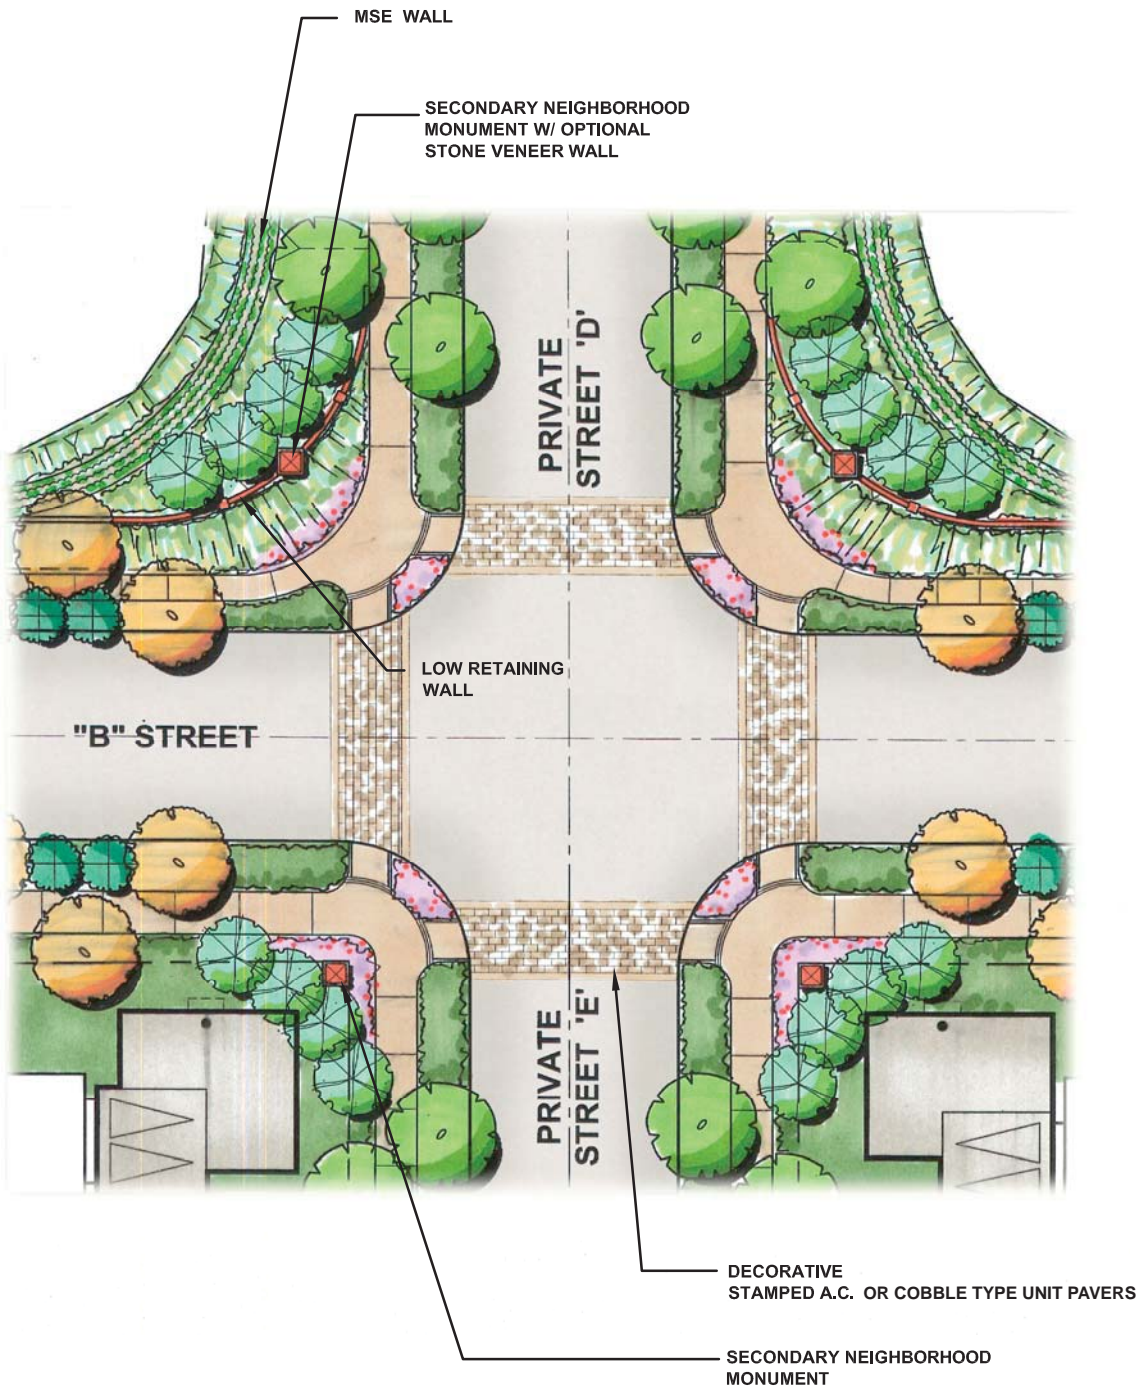 MSE WALL
SECONDARY NEIGHBORHOOD
MONUMENT W/ OPTIONAL
STONE VENEER WALL
PRIVATE
STREET 'D'
LOW RETAINING
WALL
"B" STREET
PRIVATE
STREET 'E'
DECORATIVE
STAMPED A.C. OR COBBLE TYPE UNIT PAVERS
SECONDARY NEIGHBORHOOD
MONUMENT